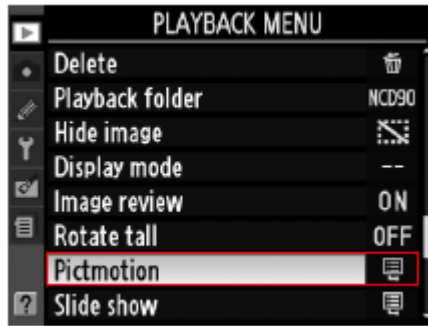 PLAYBACK MENU
Delete
Playback folder NCD90
Hide image
Display mode --
Image review ON
Rotate tall OFF
Pictmotion
Slide show
?